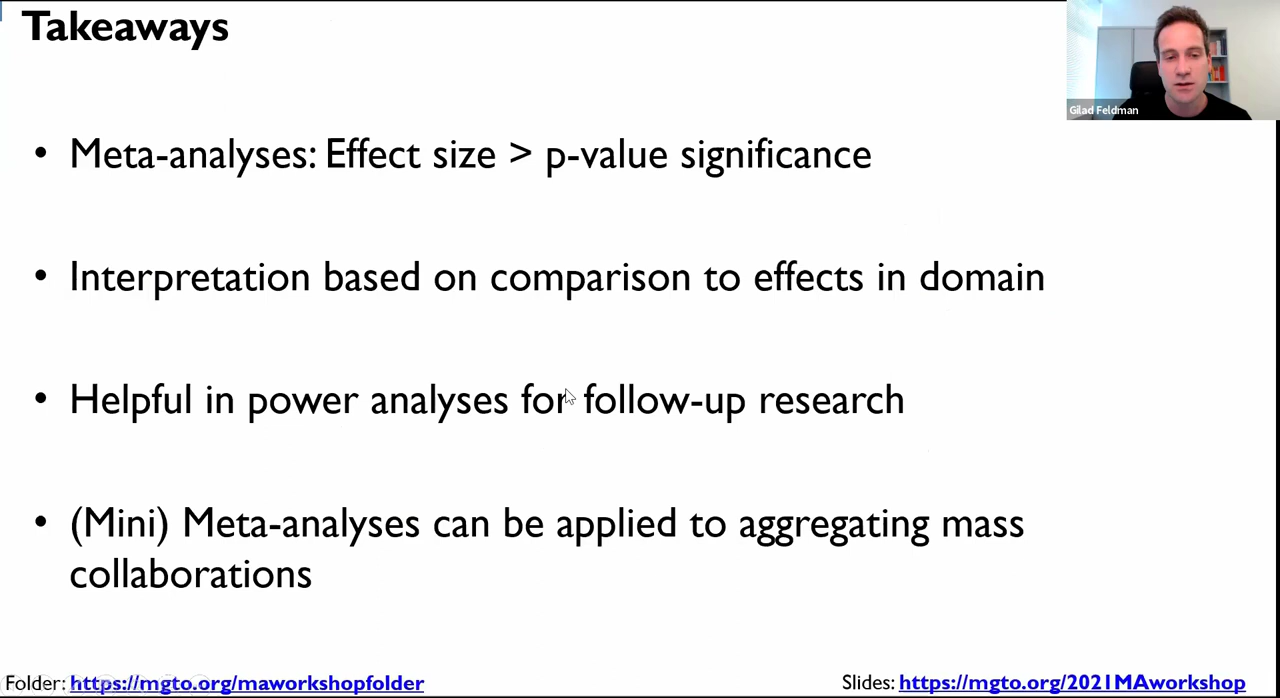 Takeaways
Gilad Feldman
• Meta-analyses: Effect size > p-value significance
• Interpretation based on comparison to effects in domain
• Helpful in power analyses for follow-up research
• (Mini) Meta-analyses can be applied to aggregating mass
collaborations
Folder: https://mgto.org/maworkshopfolder
Slides: https://mgto.org/2021MAworkshop